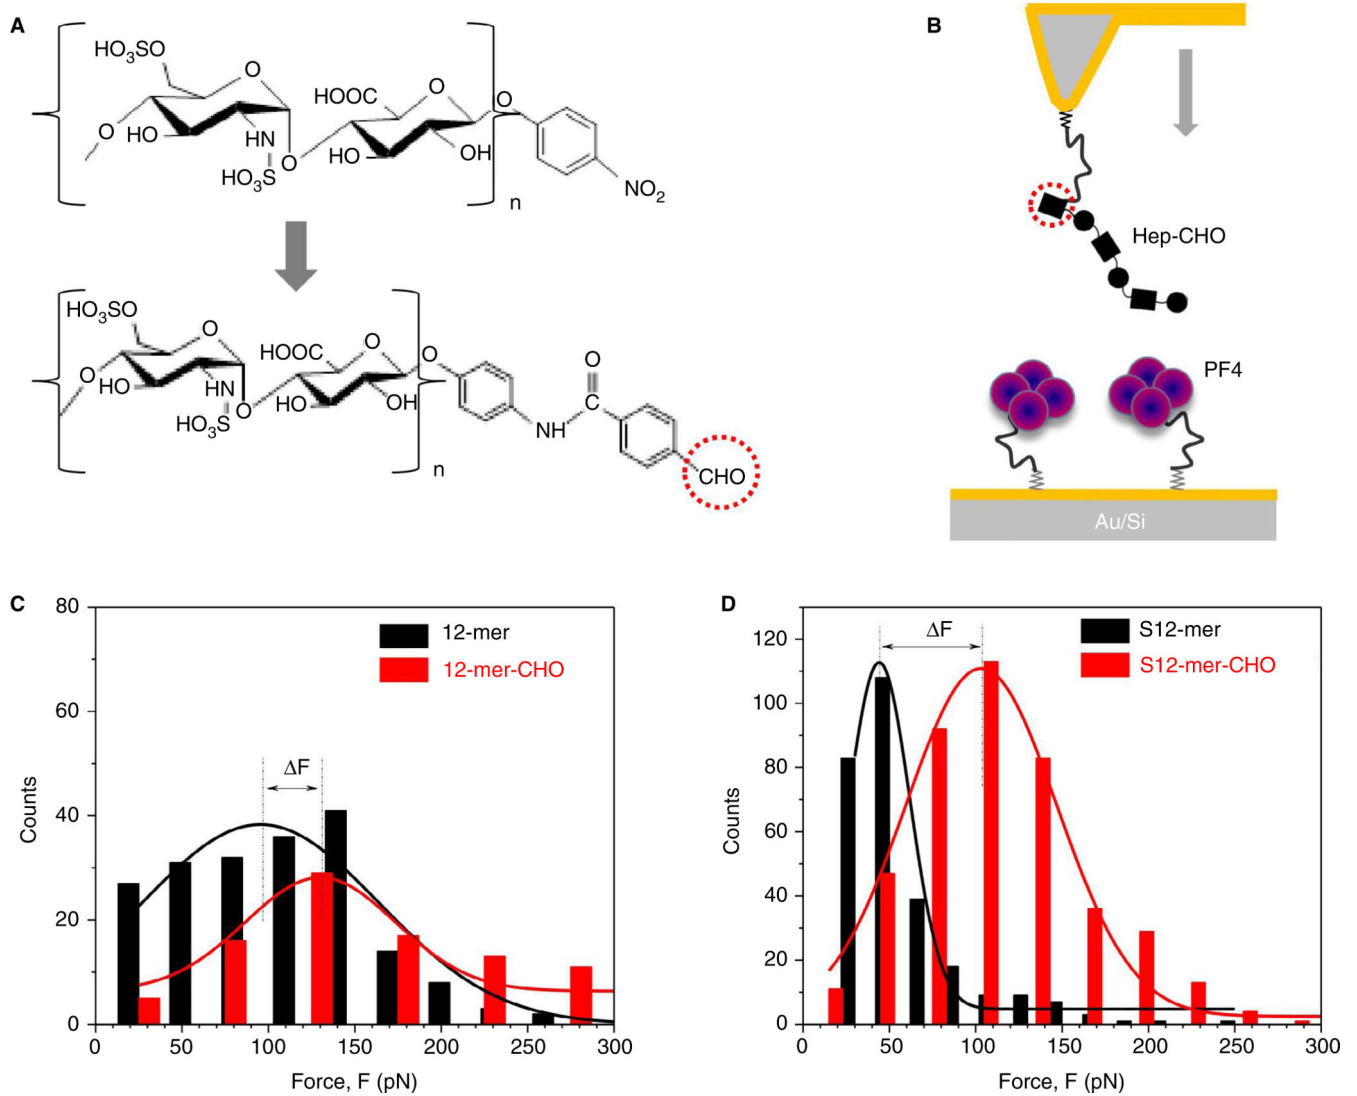 A
HO₃SO
O
HOOC
O
O
O
HO
HN
HO₃S
O
HO
OH
n
NO₂
HO₃SO
O
HOOC
O
O
O
HO
HN
HO₃S
O
HO
OH
n
O
NH
CHO
B
Hep-CHO
PF4
Au/Si
C
80
60
40
20
0
Counts
12-mer
12-mer-CHO
ΔF
0 50 100 150 200 250 300
Force, F (pN)
D
120
100
80
60
40
20
0
Counts
S12-mer
S12-mer-CHO
ΔF
0 50 100 150 200 250 300
Force, F (pN)